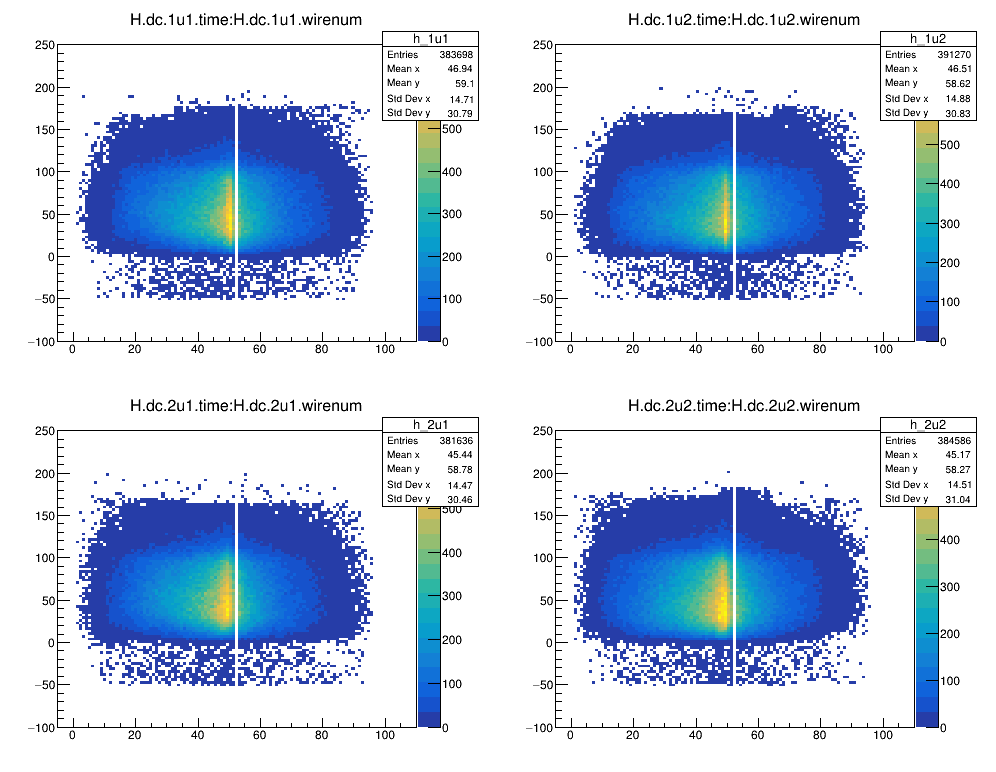 H.dc.1u1.time:H.dc.1u1.wirenum
h_1u1
Entries 383698
Mean x 46.94
Mean y 59.1
Std Dev x 14.71
Std Dev y 30.79
250
200
150
100
50
0
−50
−100
0 20 40 60 80 100
500
400
300
200
100
0
H.dc.1u2.time:H.dc.1u2.wirenum
h_1u2
Entries 391270
Mean x 46.51
Mean y 58.62
Std Dev x 14.88
Std Dev y 30.83
250
200
150
100
50
0
−50
−100
0 20 40 60 80 100
500
400
300
200
100
0
H.dc.2u1.time:H.dc.2u1.wirenum
h_2u1
Entries 381636
Mean x 45.44
Mean y 58.78
Std Dev x 14.47
Std Dev y 30.46
250
200
150
100
50
0
−50
−100
0 20 40 60 80 100
500
400
300
200
100
0
H.dc.2u2.time:H.dc.2u2.wirenum
h_2u2
Entries 384586
Mean x 45.17
Mean y 58.27
Std Dev x 14.51
Std Dev y 31.04
250
200
150
100
50
0
−50
−100
0 20 40 60 80 100
400
300
200
100
0